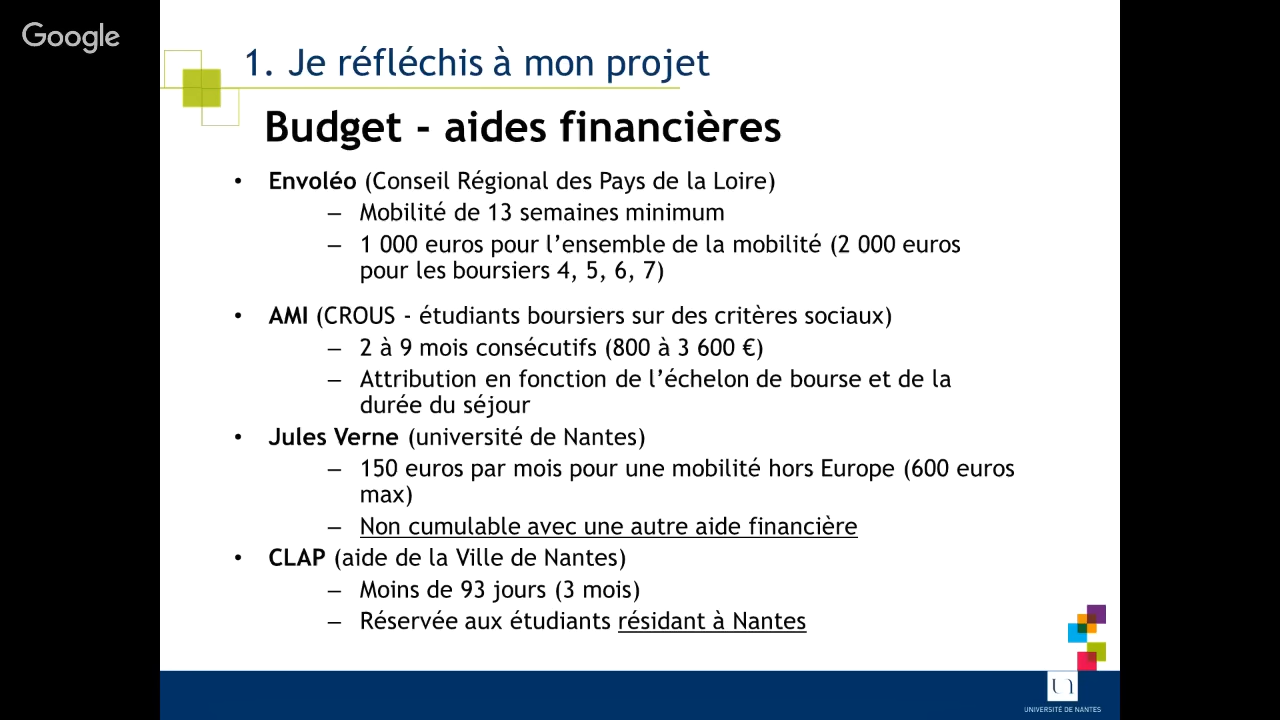 Google
1. Je réfléchis à mon projet
Budget - aides financières
• Envoléo (Conseil Régional des Pays de la Loire)
– Mobilité de 13 semaines minimum
– 1 000 euros pour l’ensemble de la mobilité (2 000 euros
pour les boursiers 4, 5, 6, 7)
• AMI (CROUS - étudiants boursiers sur des critères sociaux)
– 2 à 9 mois consécutifs (800 à 3 600 €)
– Attribution en fonction de l’échelon de bourse et de la
durée du séjour
• Jules Verne (université de Nantes)
– 150 euros par mois pour une mobilité hors Europe (600 euros
max)
– Non cumulable avec une autre aide financière
• CLAP (aide de la Ville de Nantes)
– Moins de 93 jours (3 mois)
– Réservée aux étudiants résidant à Nantes
UNIVERSITÉ DE NANTES